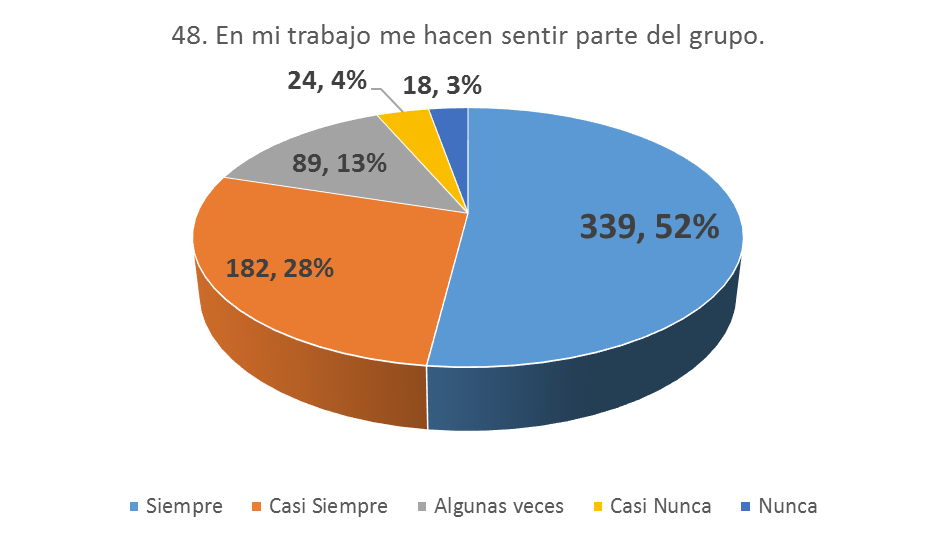 48. En mi trabajo me hacen sentir parte del grupo.
24, 4%
18, 3%
89, 13%
339, 52%
182, 28%
Siempre
Casi Siempre
Algunas veces
Casi Nunca
Nunca